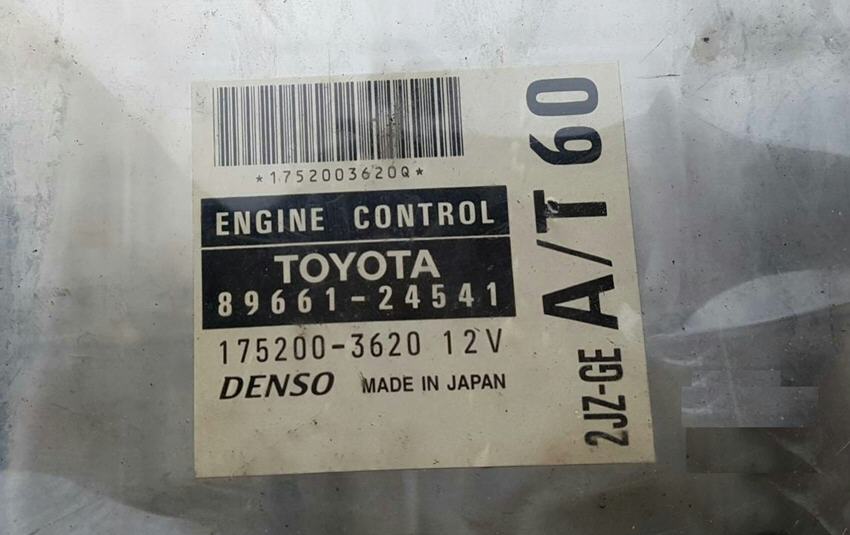 *1752003620Q*
ENGINE CONTROL
TOYOTA
89661-24541
175200-3620 12V
DENSO MADE IN JAPAN
2JZ-GE A/T 60